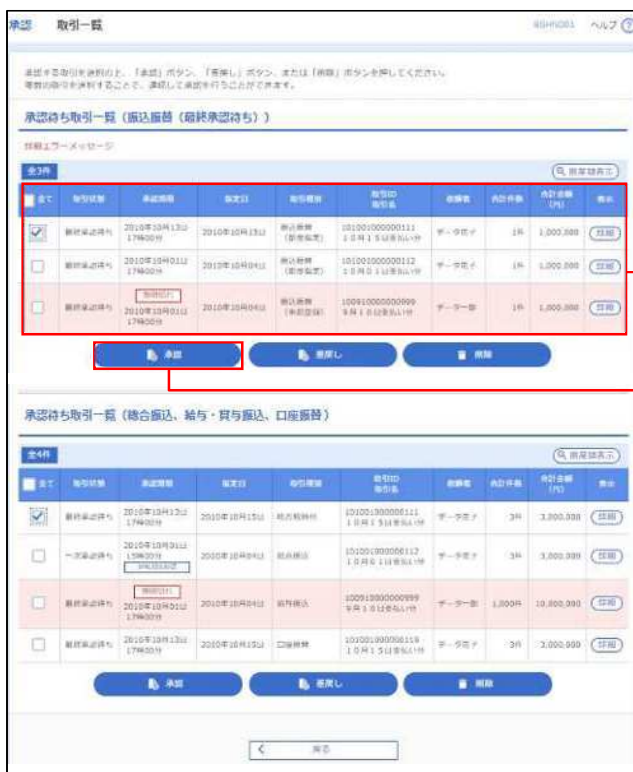 承認 取引一覧 BSHN001 ヘルプ ?
承認する取引を選択の上、「承認」ボタン、「差戻し」ボタン、または「削除」ボタンを押してください。
複数の取引を選択することで、連続して承認を行うことができます。
承認待ち取引一覧（振込振替（最終承認待ち））
詳細エラーメッセージ
全3件 照度順表示
全て 取引状態 承認期限 指定日 取引種別 取引ID 取引名 依頼者 合計件数 合計金額(円) 表示
最終承認待ち 2010年10月13日 17時00分 2010年10月15日 振込振替 101001000000111 10月15日支払い分 データ花子 1件 1,000,000 詳細
最終承認待ち 2010年10月01日 17時00分 2010年10月04日 振込振替 101001000000112 10月01日支払い分 データ花子 1件 1,000,000 詳細
最終承認待ち 期限切れ 2010年10月01日 17時00分 2010年10月04日 振込振替 100910000000999 9月10日支払い分 データ一郎 1件 1,000,000 詳細
承認 差戻し 削除
承認待ち取引一覧（総合振込、給与・賞与振込、口座振替）
全4件
全て 取引状態 承認期限 指定日 取引種別 取引ID 取引名 依頼者 合計件数 合計金額(円) 表示
最終承認待ち 2010年10月13日 17時00分 2010年10月15日 101001000000111 10月15日支払い分 データ花子 3件 3,000,000 詳細
一次承認待ち 2010年10月01日 15時00分 2010年10月04日 総合振込 101001000000112 10月01日支払い分 データ花子 3件 3,000,000 詳細
最終承認待ち 期限切れ 2010年10月01日 17時00分 2010年10月04日 給与振込 100910000000999 9月10日支払い分 データ一郎 1,000件 10,000,000 詳細
最終承認待ち 2010年10月13日 17時00分 2010年10月15日 口座振替 10月15日支払い分 データ花子 3件 3,000,000 詳細
承認 差戻し 削除
戻る